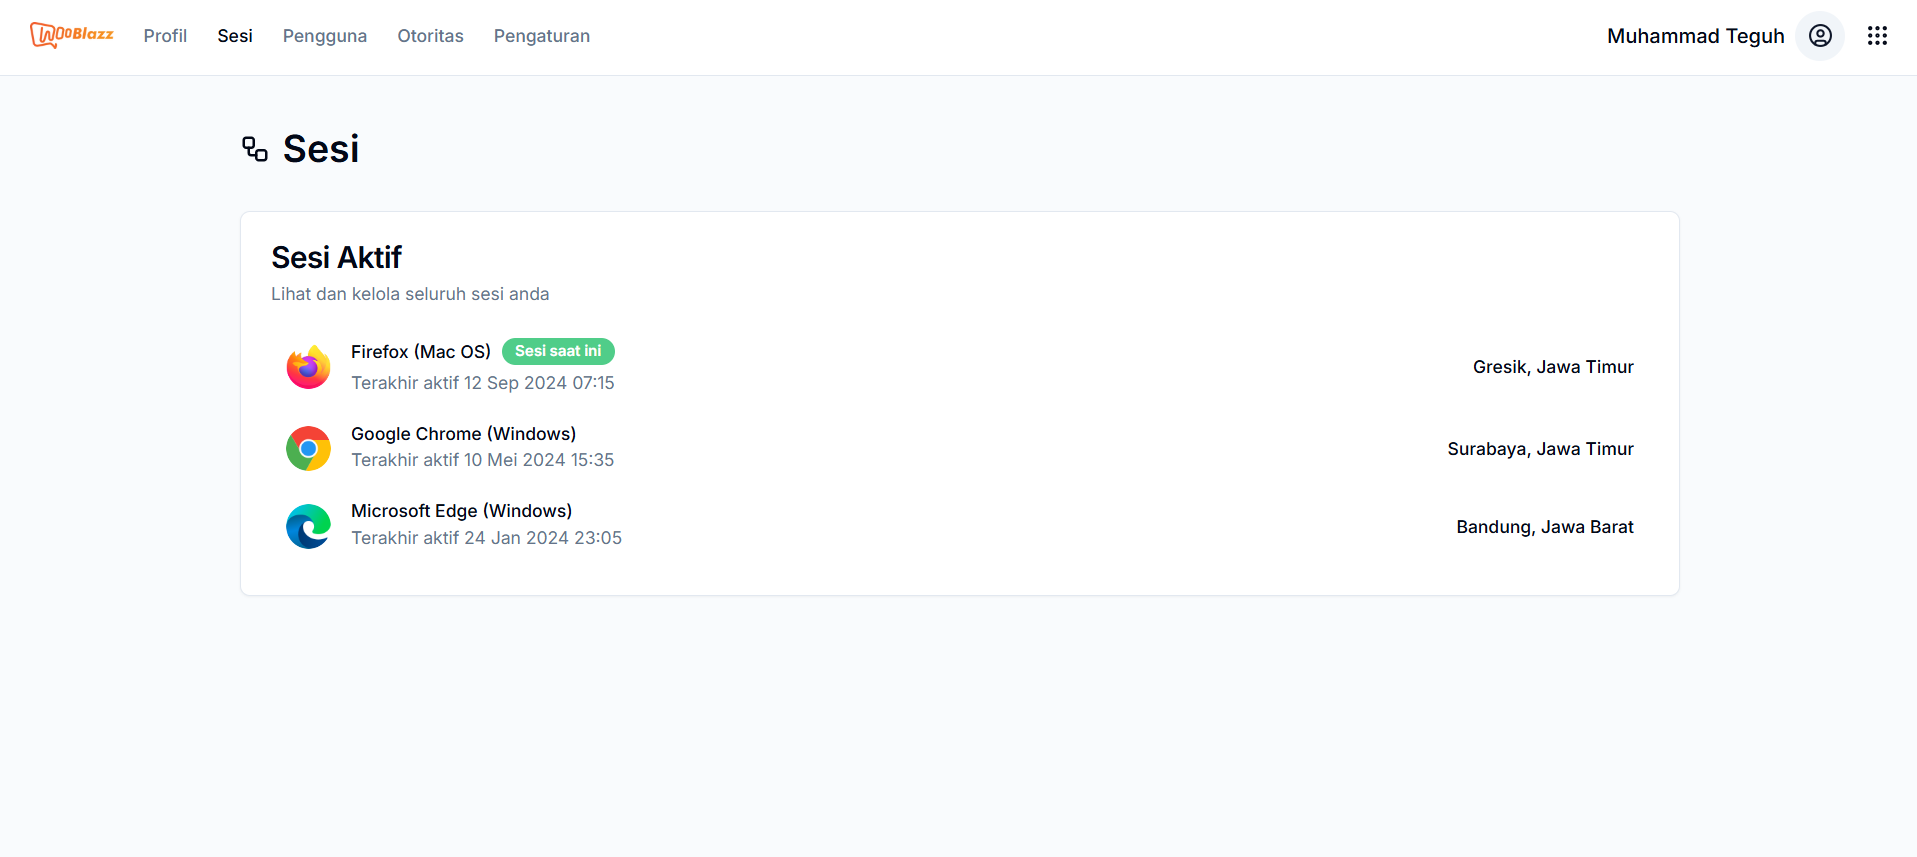 WOOBlazz Profil Sesi Pengguna Otoritas Pengaturan Muhammad Teguh
Sesi
Sesi Aktif
Lihat dan kelola seluruh sesi anda
Firefox (Mac OS) Sesi saat ini
Terakhir aktif 12 Sep 2024 07:15
Gresik, Jawa Timur
Google Chrome (Windows)
Terakhir aktif 10 Mei 2024 15:35
Surabaya, Jawa Timur
Microsoft Edge (Windows)
Terakhir aktif 24 Jan 2024 23:05
Bandung, Jawa Barat